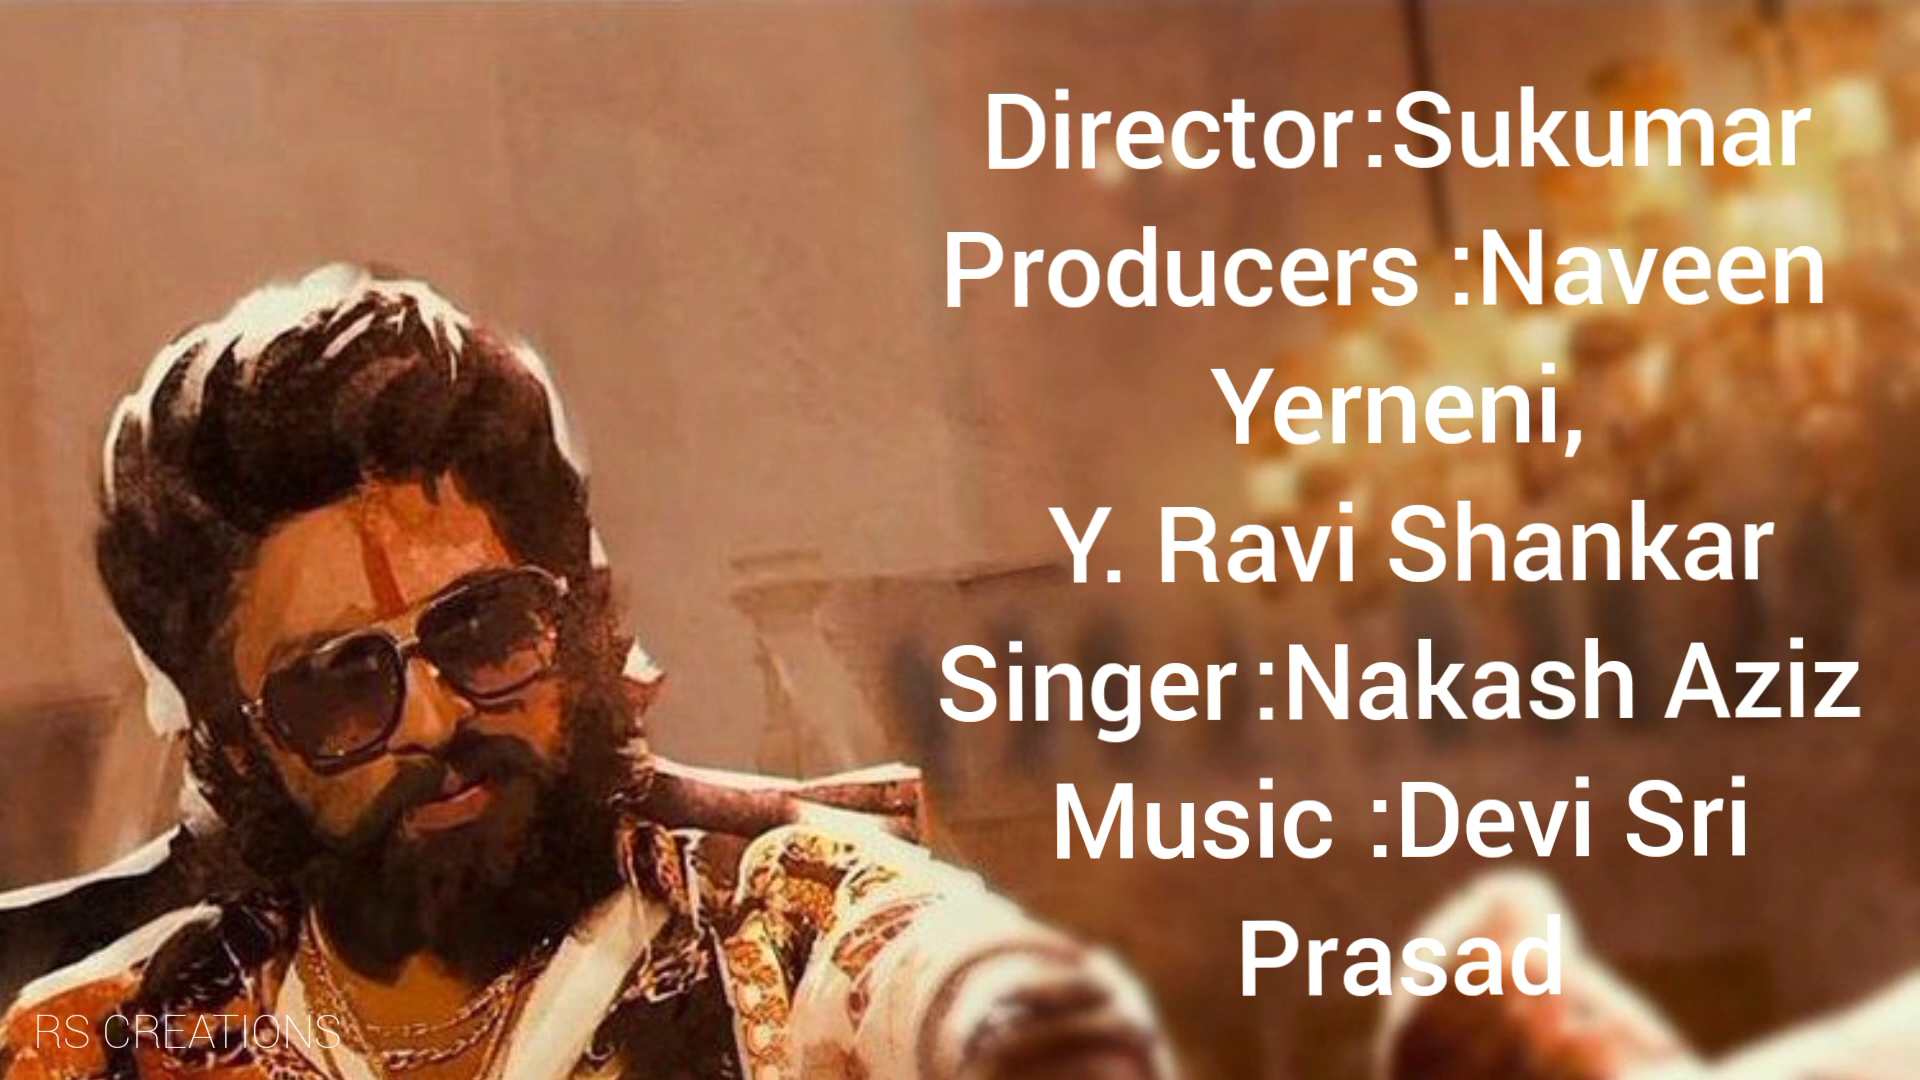 Director:Sukumar
Producers :Naveen
Yerneni,
Y. Ravi Shankar
Singer:Nakash Aziz
Music :Devi Sri
Prasad
RS CREATIONS